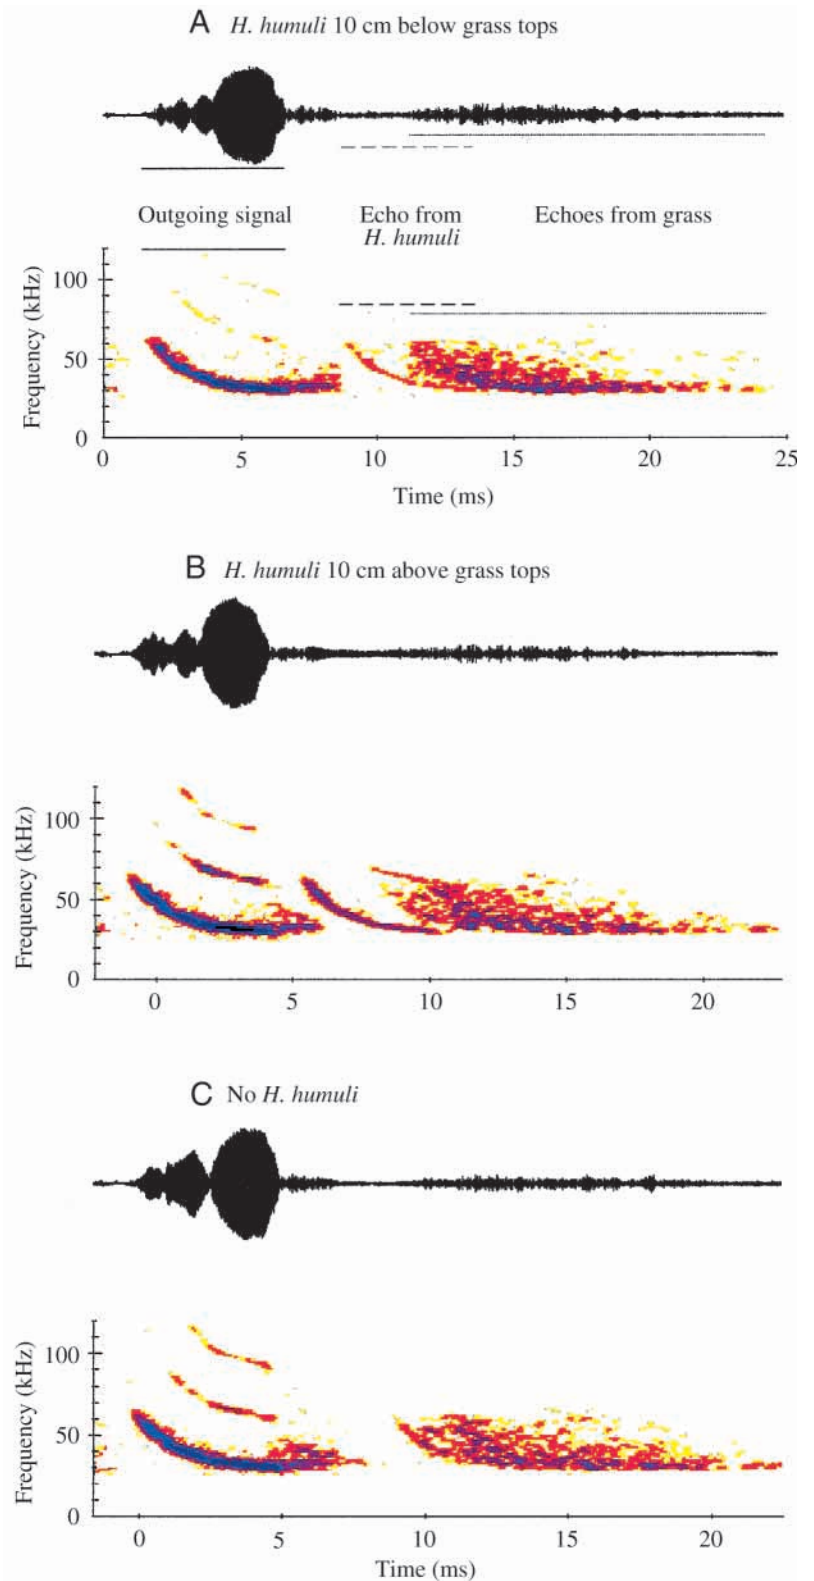 A H. humuli 10 cm below grass tops
Outgoing signal
Echo from
H. humuli
Echoes from grass
Frequency (kHz)
100
50
0
0 5 10 15 20 25
Time (ms)
B H. humuli 10 cm above grass tops
Frequency (kHz)
100
50
0
0 5 10 15 20
C No H. humuli
Frequency (kHz)
100
50
0
0 5 10 15 20
Time (ms)